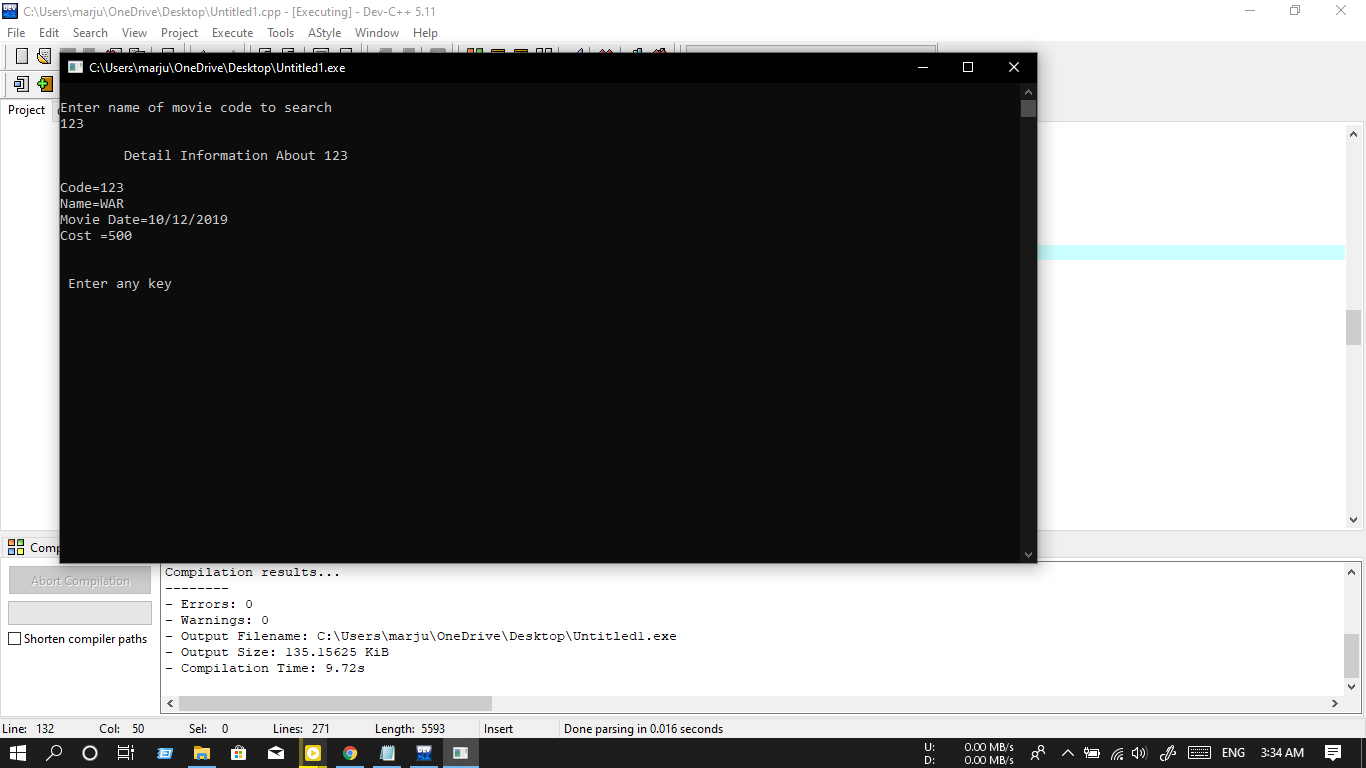 C:\Users\marju\OneDrive\Desktop\Untitled1.cpp - [Executing] - Dev-C++ 5.11
File Edit Search View Project Execute Tools AStyle Window Help
C:\Users\marju\OneDrive\Desktop\Untitled1.exe
Project
Enter name of movie code to search
123
Detail Information About 123
Code=123
Name=WAR
Movie Date=10/12/2019
Cost =500
Enter any key
Comp
Abort Compilation
Shorten compiler paths
Compilation results...
--------
- Errors: 0
- Warnings: 0
- Output Filename: C:\Users\marju\OneDrive\Desktop\Untitled1.exe
- Output Size: 135.15625 KiB
- Compilation Time: 9.72s
Line: 132 Col: 50 Sel: 0 Lines: 271 Length: 5593 Insert Done parsing in 0.016 seconds
U: 0.00 MB/s
D: 0.00 MB/s
ENG 3:34 AM